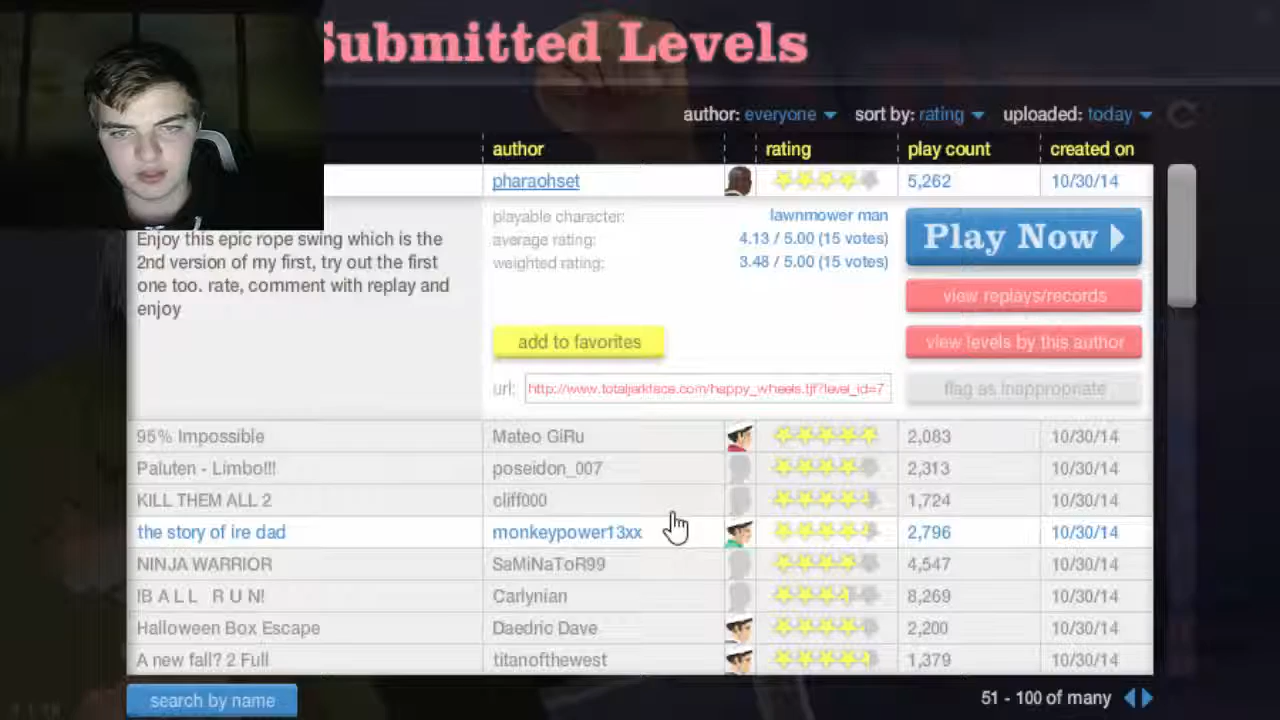 Submitted Levels
author: everyone sort by: rating uploaded: today
author rating play count created on
pharaohset 5,262 10/30/14
Enjoy this epic rope swing which is the
2nd version of my first, try out the first
one too. rate, comment with replay and
enjoy
playable character: lawnmower man
average rating: 4.13 / 5.00 (15 votes)
weighted rating: 3.48 / 5.00 (15 votes)
add to favorites
url: http://www.totaljerkface.com/happy_wheels.tjf?level_id=7
Play Now
view replays/records
view levels by this author
flag as inappropriate
95% Impossible Mateo GiRu 2,083 10/30/14
Paluten - Limbo!!! poseidon_007 2,313 10/30/14
KILL THEM ALL 2 cliff000 1,724 10/30/14
the story of ire dad monkeypower13xx 2,796 10/30/14
NINJA WARRIOR SaMiNaToR99 4,547 10/30/14
!B A L L R U N! Carlynian 8,269 10/30/14
Halloween Box Escape Daedric Dave 2,200 10/30/14
A new fall? 2 Full titanofthewest 1,379 10/30/14
search by name 51 - 100 of many